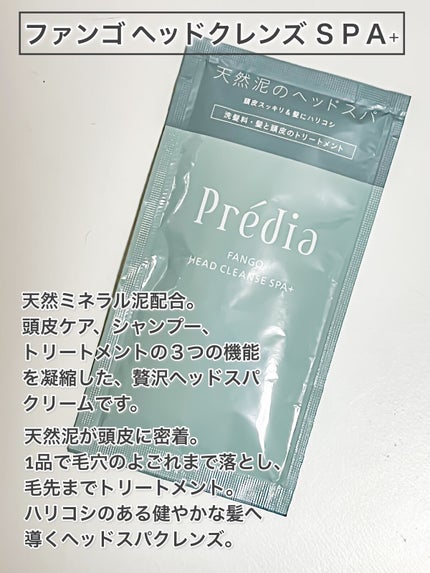 ファンゴ ヘッドクレンズ ＳＰＡ+
天然泥のヘッドスパ
頭皮スッキリ&髪にハリコシ
洗髪料・髪と頭皮のトリートメント
Prédia
FANGO
HEAD CLEANSE SPA+
天然ミネラル泥配合。
頭皮ケア、シャンプー、
トリートメントの３つの機能
を凝縮した、贅沢ヘッドスパ
クリームです。
天然泥が頭皮に密着。
1品で毛穴のよごれまで落とし、
毛先までトリートメント。
ハリコシのある健やかな髪へ
導くヘッドスパクレンズ。